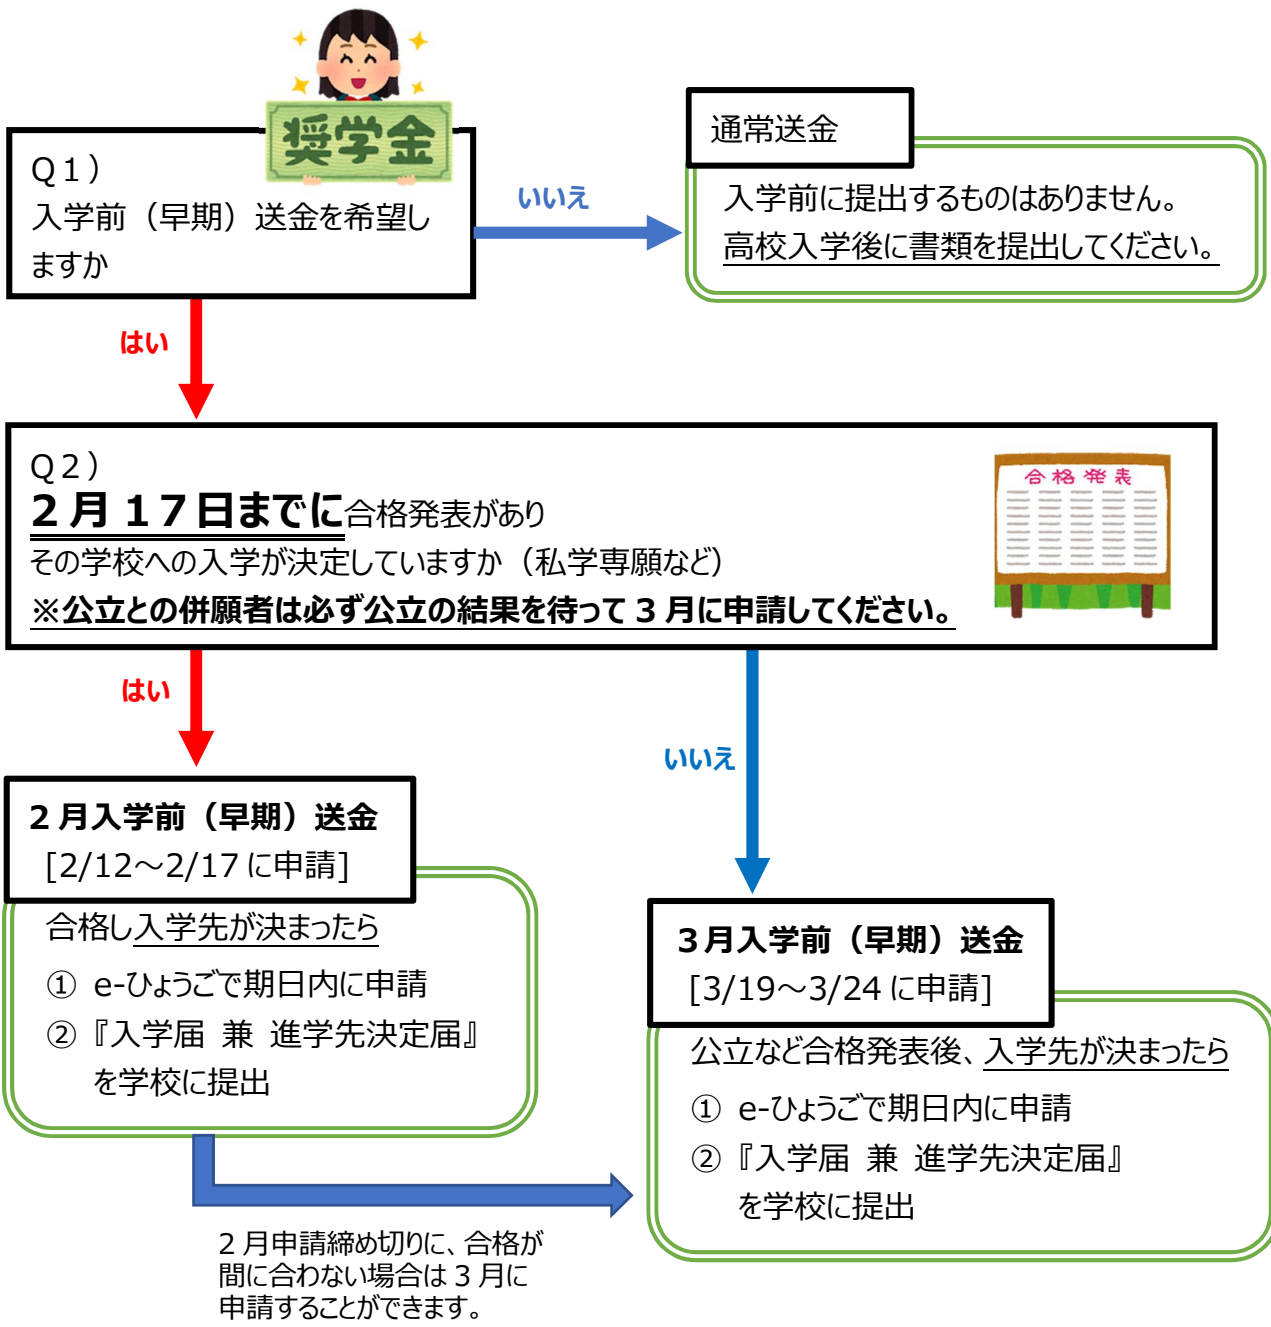 奨学金
Q1）
入学前（早期）送金を希望し
ますか
いいえ
通常送金
入学前に提出するものはありません。
高校入学後に書類を提出してください。
はい
Q2）
2月17日までに合格発表があり
その学校への入学が決定していますか（私学専願など）
※公立との併願者は必ず公立の結果を待って3月に申請してください。
合格発表
はい
いいえ
2月入学前（早期）送金
[2/12～2/17に申請]
合格し入学先が決まったら
① e-ひょうごで期日内に申請
②『入学届 兼 進学先決定届』
を学校に提出
3月入学前（早期）送金
[3/19～3/24に申請]
公立など合格発表後、入学先が決まったら
① e-ひょうごで期日内に申請
②『入学届 兼 進学先決定届』
を学校に提出
2月申請締め切りに、合格が
間に合わない場合は3月に
申請することができます。